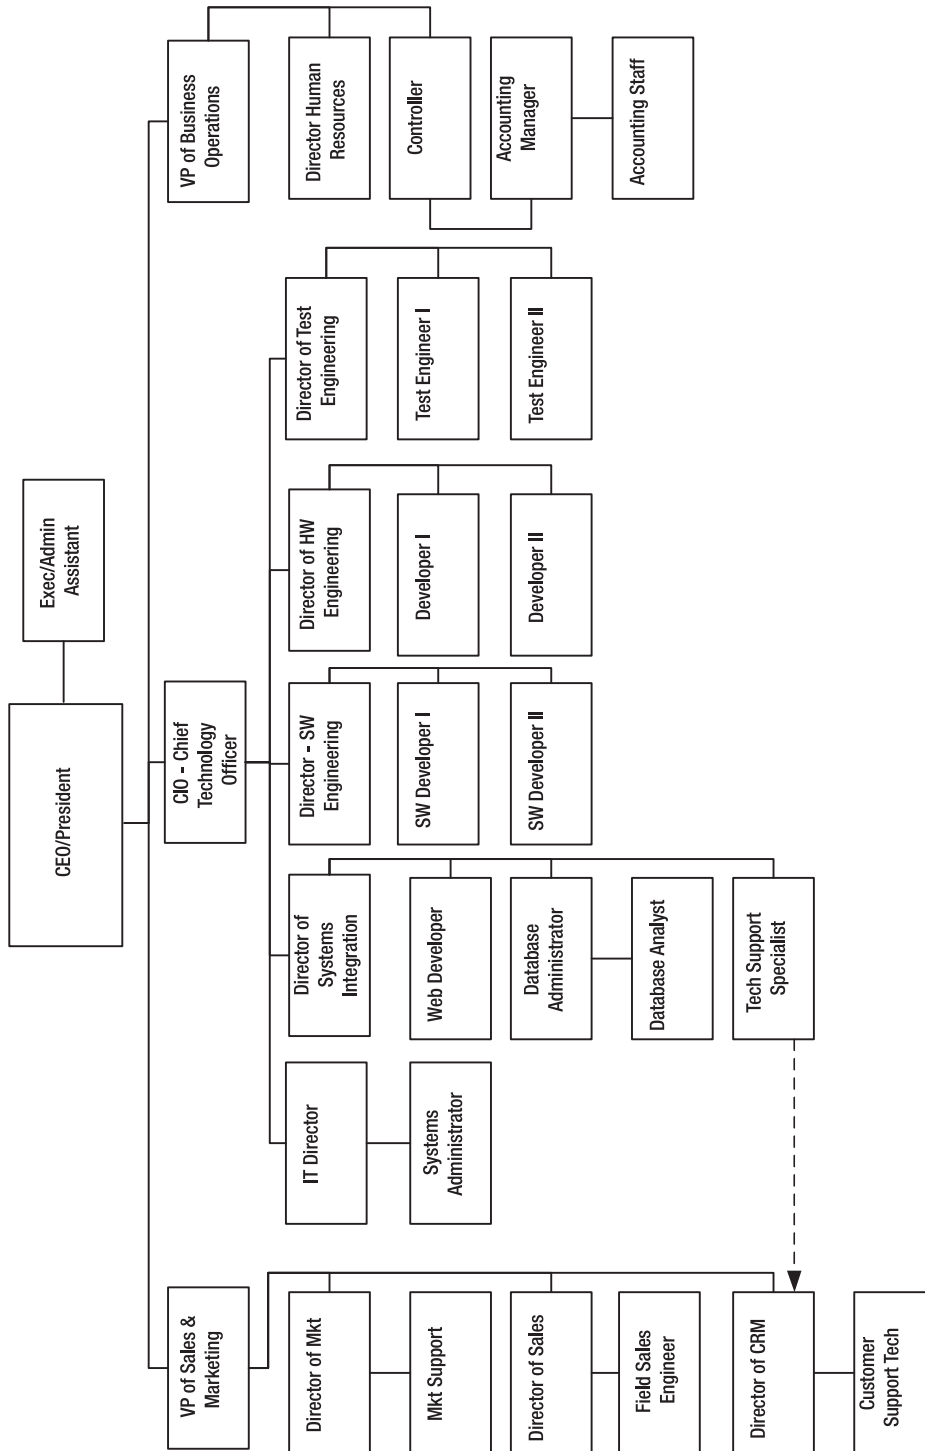 CEO/President
Exec/Admin
Assistant
VP of Sales &
Marketing
CIO - Chief
Technology
Officer
VP of Business
Operations
Director of Mkt
Mkt Support
Director of Sales
Field Sales
Engineer
Director of CRM
Customer
Support Tech
IT Director
Systems
Administrator
Director of
Systems
Integration
Web Developer
Database
Administrator
Database Analyst
Tech Support
Specialist
Director - SW
Engineering
SW Developer I
SW Developer II
Director of HW
Engineering
Developer I
Developer II
Director of Test
Engineering
Test Engineer I
Test Engineer II
Director Human
Resources
Controller
Accounting
Manager
Accounting Staff